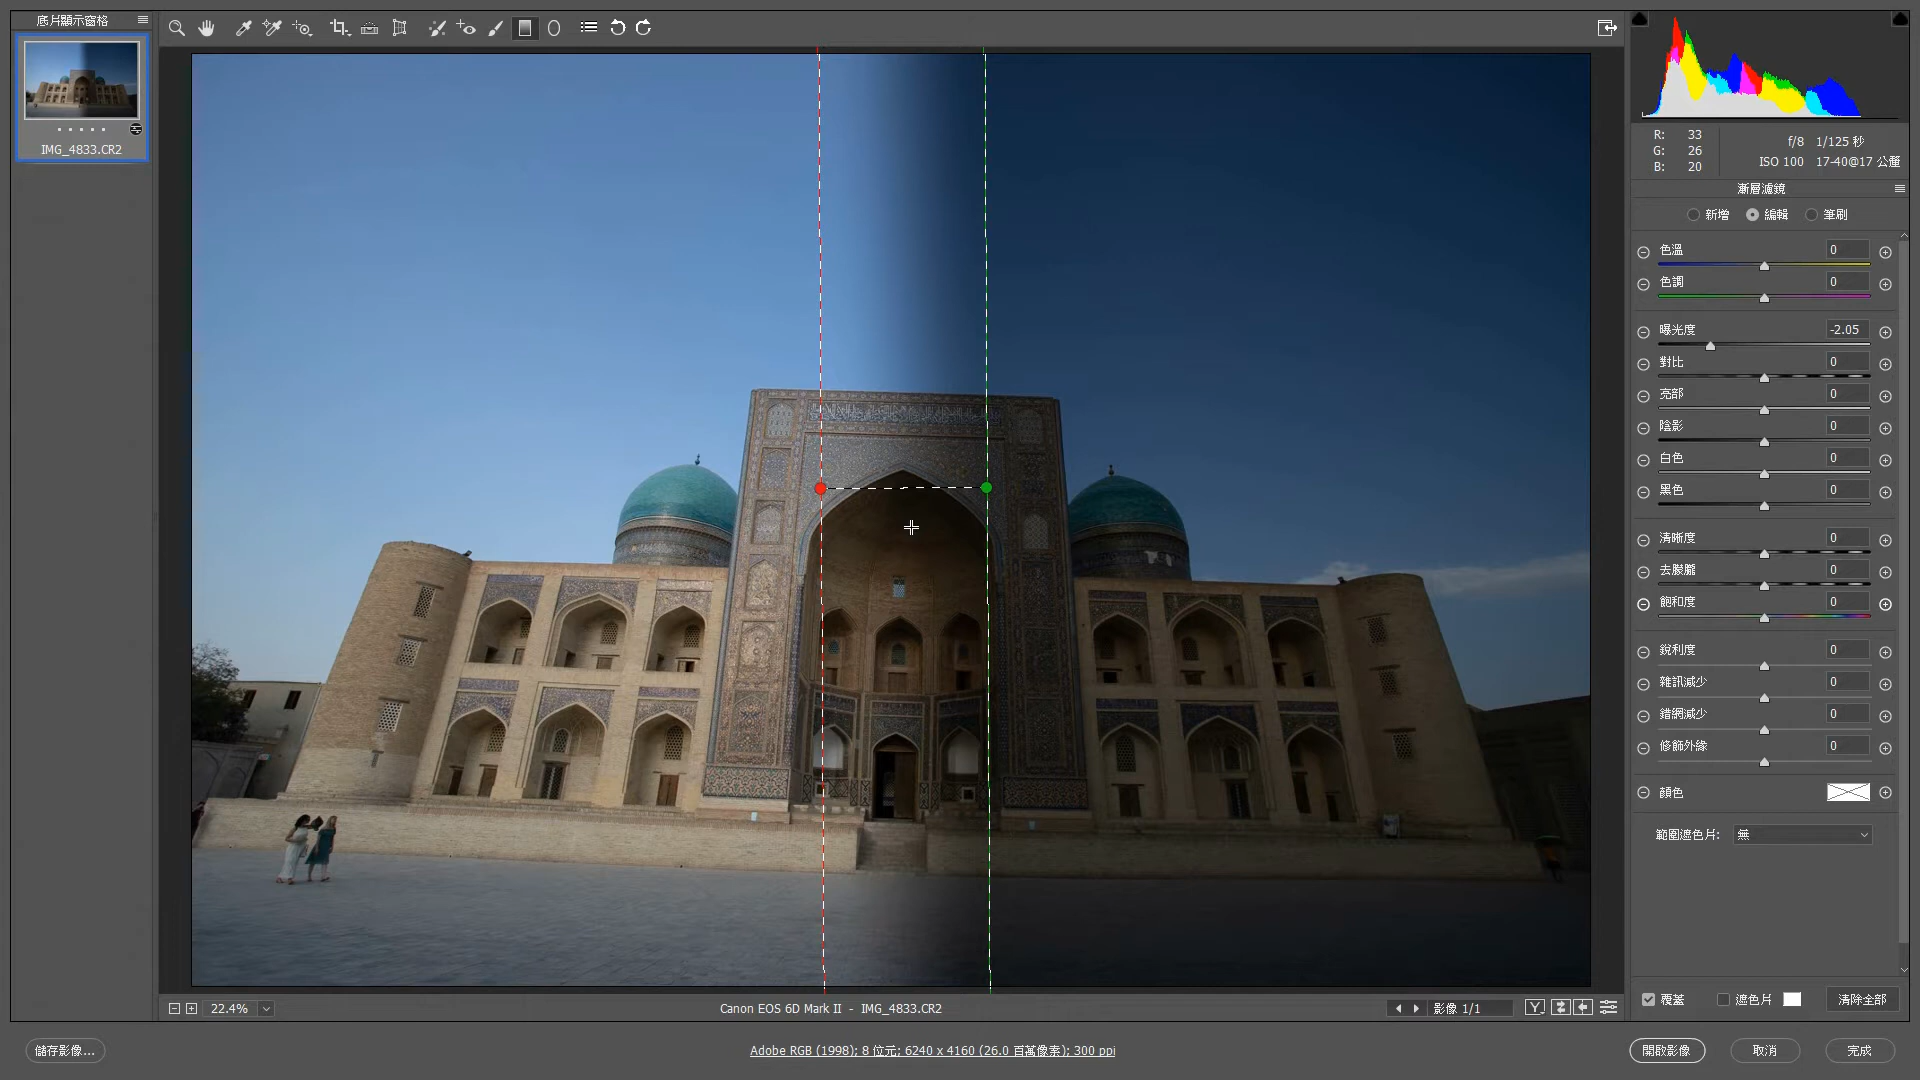 底片顯示窗格
IMG_4833.CR2
R: 33
G: 26
B: 20
f/8 1/125 秒
ISO 100 17-40@17 公釐
漸層濾鏡
新增 編輯 筆刷
色溫 0
色調 0
曝光度 -2.05
對比 0
亮部 0
陰影 0
白色 0
黑色 0
清晰度 0
去朦朧 0
飽和度 0
銳利度 0
雜訊減少 0
錯網減少 0
修飾外緣 0
顏色
範圍遮色片: 無
覆蓋 遮色片 清除全部
22.4%
Canon EOS 6D Mark II - IMG_4833.CR2
影像 1/1
Y
儲存影像...
Adobe RGB (1998); 8 位元; 6240 x 4160 (26.0 百萬像素); 300 ppi
開啟影像 取消 完成